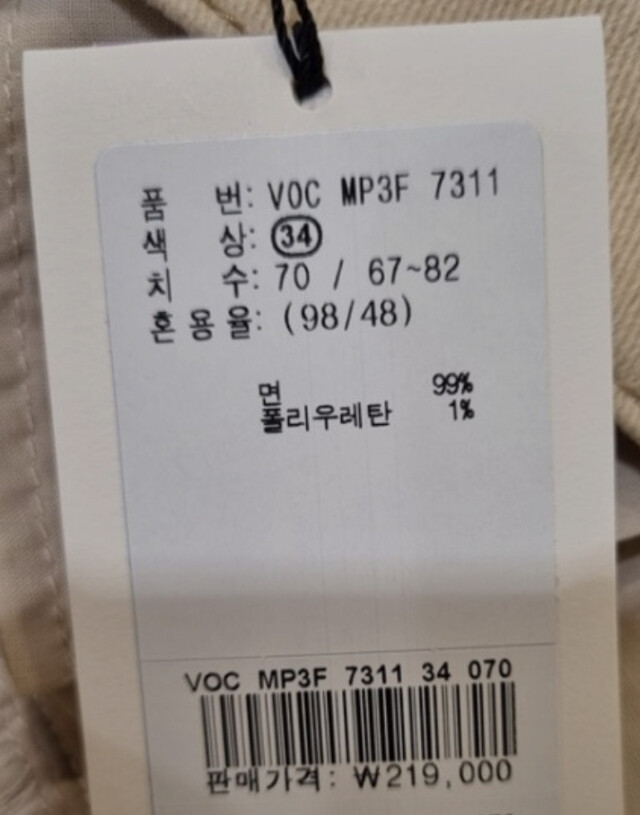 품 번: VOC MP3F 7311
색 상: 34
치 수: 70 / 67~82
혼용율: (98/48)
면 99%
폴리우레탄 1%
VOC MP3F 7311 34 070
판매가격: ₩219,000